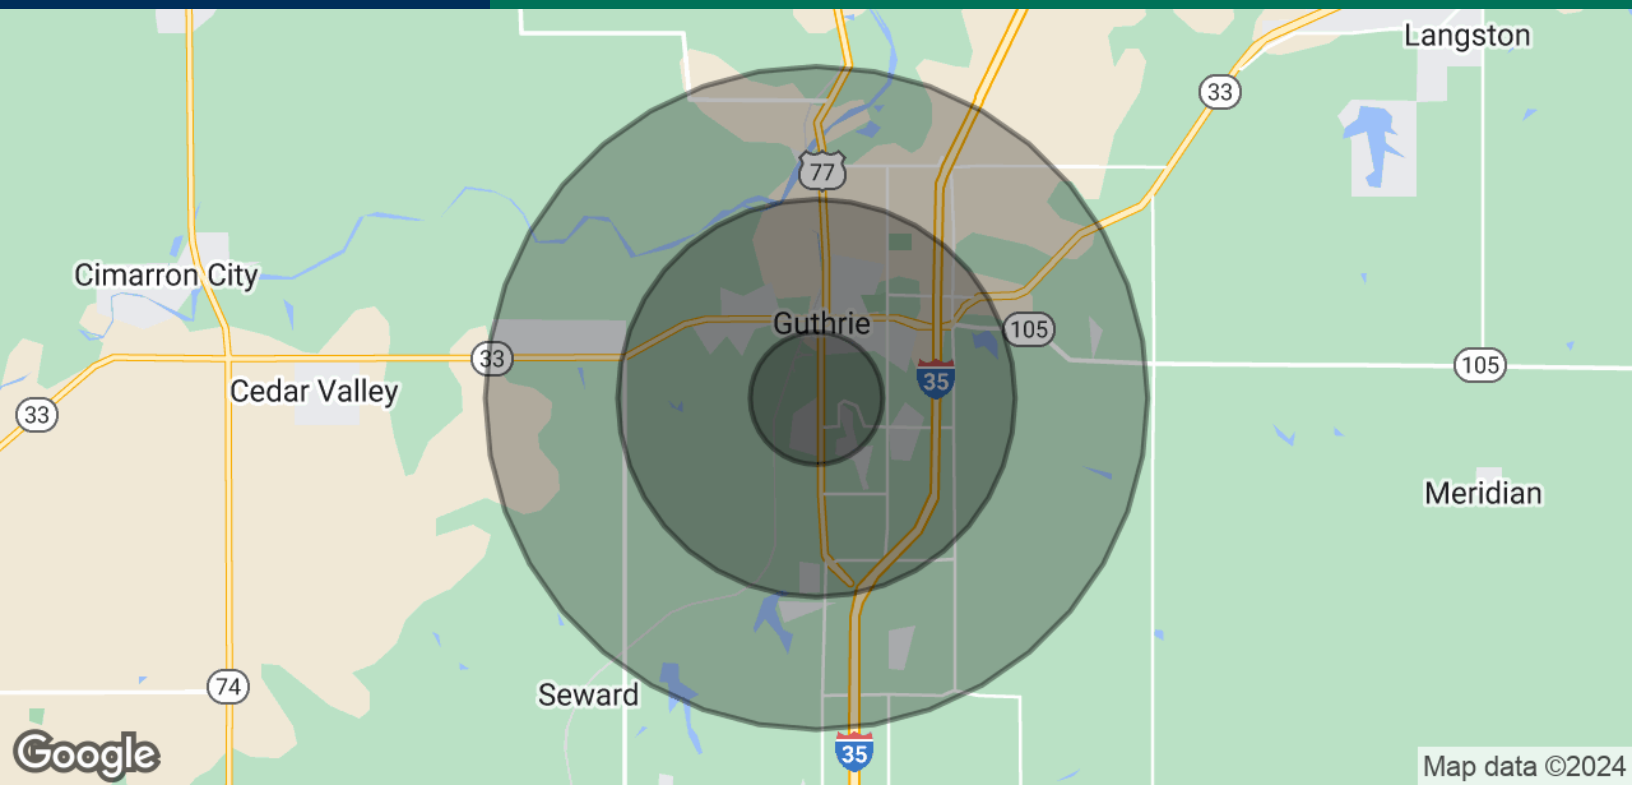 Langston
33
77
Cimarron City
Guthrie
105
33
105
35
Cedar Valley
33
Meridian
74
Seward
35
Google
Map data ©2024